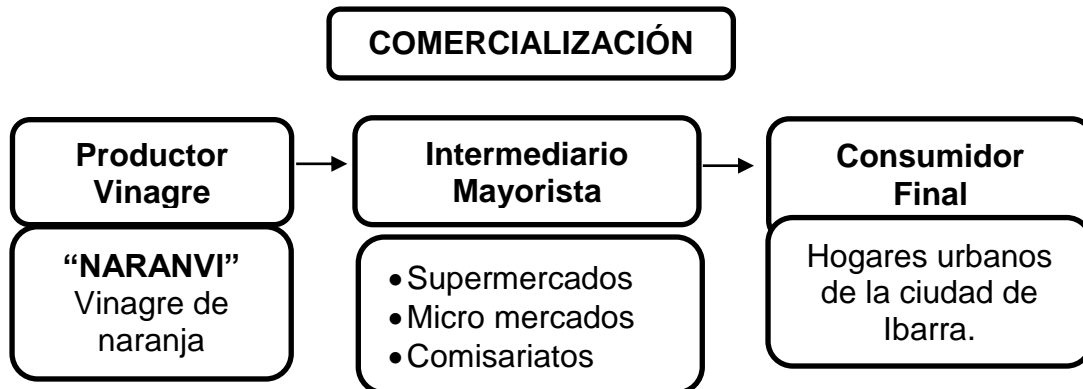 COMERCIALIZACIÓN
Productor
Vinagre
Intermediario
Mayorista
Consumidor
Final
“NARANVI”
Vinagre de
naranja
•Supermercados
•Micro mercados
•Comisariatos
Hogares urbanos
de la ciudad de
Ibarra.